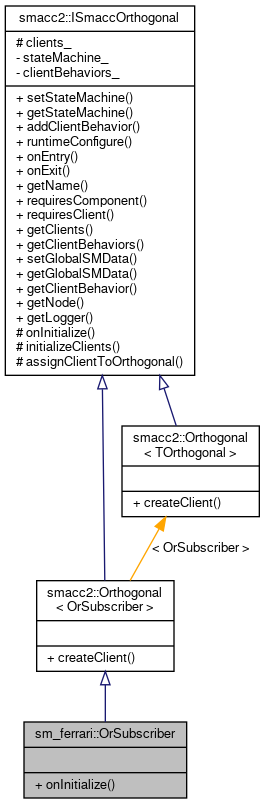 smacc2::ISmaccOrthogonal
# clients_
- stateMachine_
- clientBehaviors_
+ setStateMachine()
+ getStateMachine()
+ addClientBehavior()
+ runtimeConfigure()
+ onEntry()
+ onExit()
+ getName()
+ requiresComponent()
+ requiresClient()
+ getClients()
+ getClientBehaviors()
+ setGlobalSMData()
+ getGlobalSMData()
+ getClientBehavior()
+ getNode()
+ getLogger()
# onInitialize()
# initializeClients()
# assignClientToOrthogonal()
smacc2::Orthogonal
< TOrthogonal >
+ createClient()
< OrSubscriber >
smacc2::Orthogonal
< OrSubscriber >
+ createClient()
sm_ferrari::OrSubscriber
+ onInitialize()